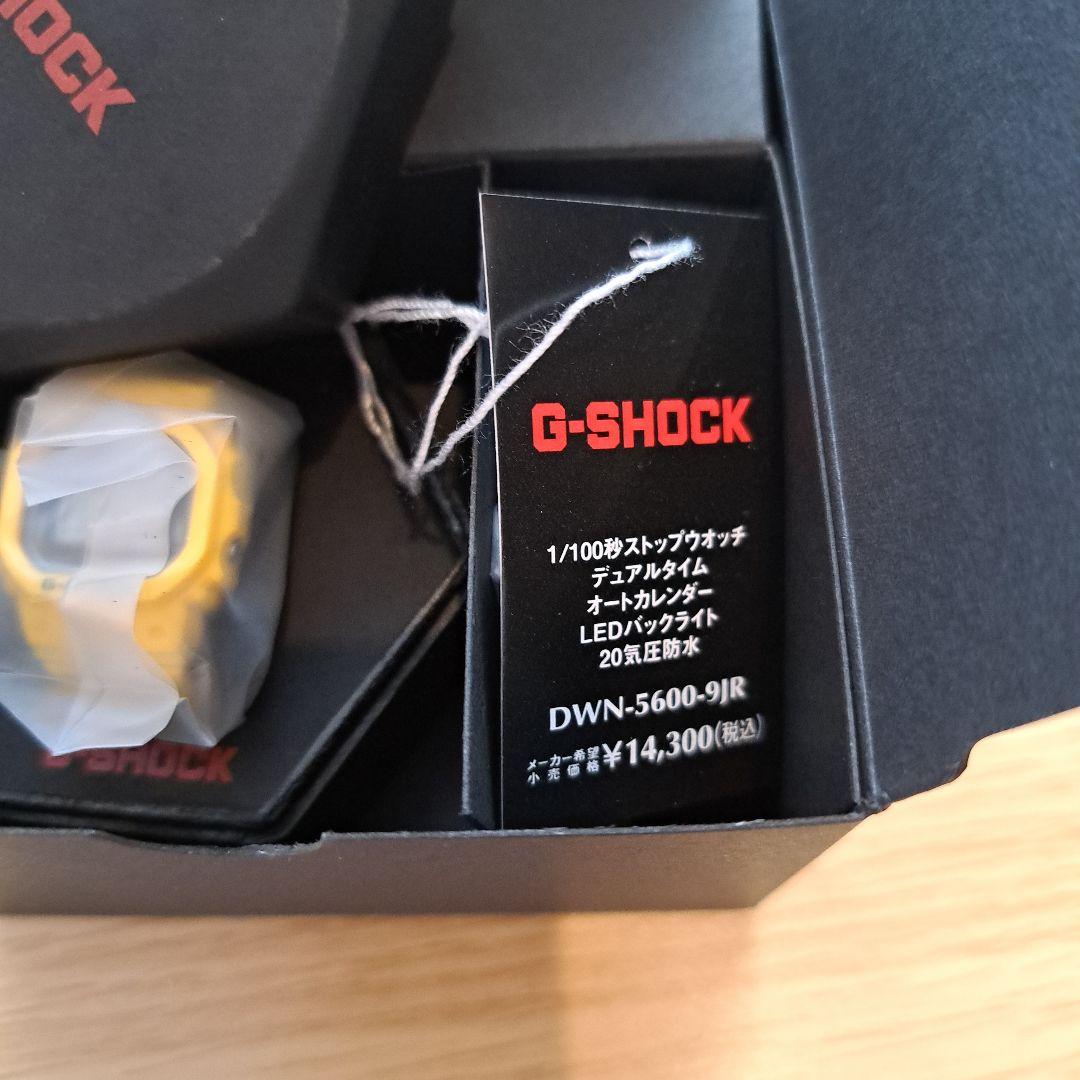 HOCK
G-SHOCK
1/100秒ストップウオッチ
デュアルタイム
オートカレンダー
LEDバックライト
20気圧防水
DWN-5600-9JR
メーカー希望
小売価格 ¥14,300(税込)
G-SHOCK